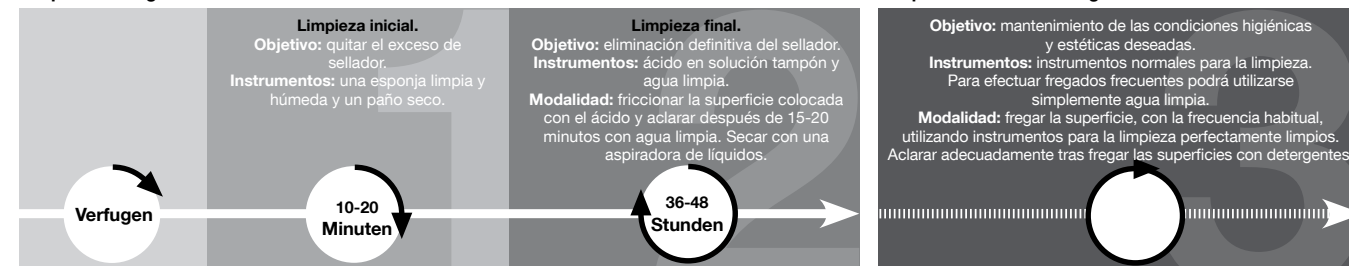 Limpieza inicial.
Objetivo: quitar el exceso de
sellador.
Instrumentos: una esponja limpia y
húmeda y un paño seco.
Limpieza final.
Objetivo: eliminación definitiva del sellador.
Instrumentos: ácido en solución tampón y
agua limpia.
Modalidad: friccionar la superficie colocada
con el ácido y aclarar después de 15-20
minutos con agua limpia. Secar con una
aspiradora de líquidos.
Objetivo: mantenimiento de las condiciones higiénicas
y estéticas deseadas.
Instrumentos: instrumentos normales para la limpieza.
Para efectuar fregados frecuentes podrá utilizarse
simplemente agua limpia.
Modalidad: fregar la superficie, con la frecuencia habitual,
utilizando instrumentos para la limpieza perfectamente limpios.
Aclarar adecuadamente tras fregar las superficies con detergentes
1
2
3
Verfugen
10-20
Minuten
36-48
Stunden